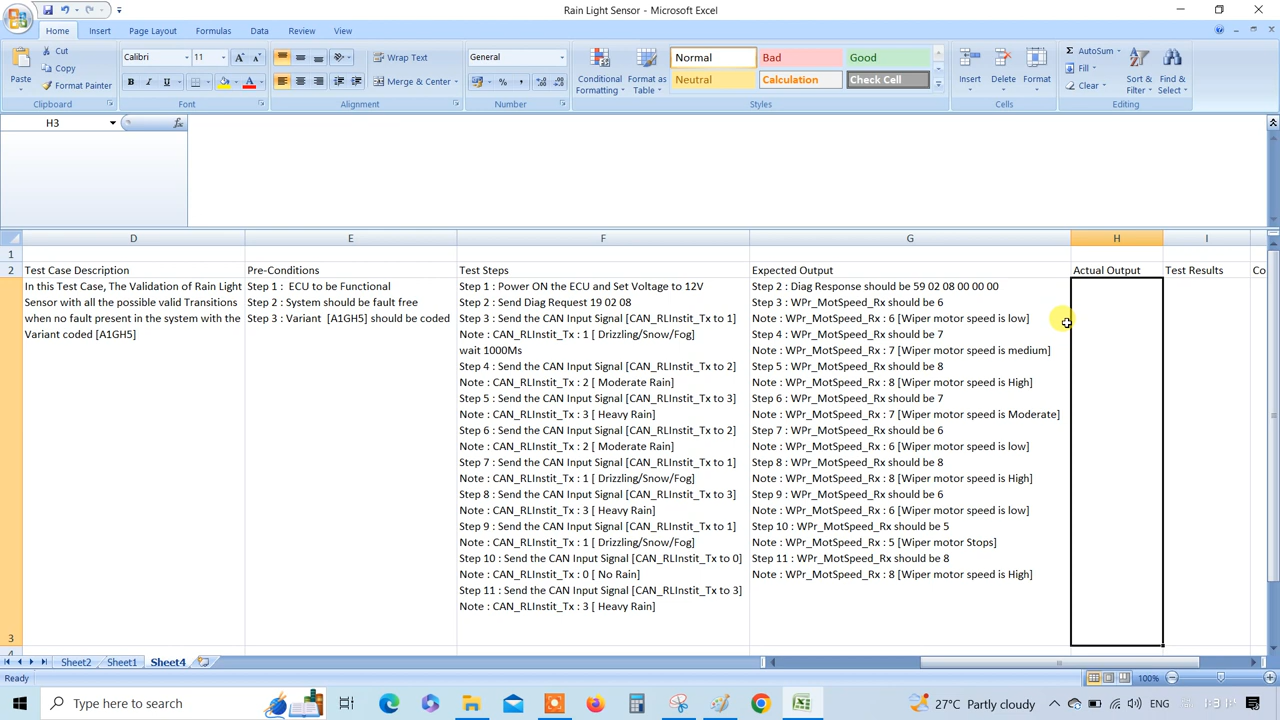 Rain Light Sensor - Microsoft Excel
Home Insert Page Layout Formulas Data Review View
Paste
Cut
Copy
Format Painter
Clipboard
Calibri 11
B I U
Font
Wrap Text
Merge & Center
Alignment
General
Number
Conditional Formatting
Format as Table
Normal Bad Good
Neutral Calculation Check Cell
Styles
Insert Delete Format
Cells
AutoSum
Fill
Clear
Sort & Filter
Find & Select
Editing
H3 fx
D E F G H I
1
2 Test Case Description Pre-Conditions Test Steps Expected Output Actual Output Test Results Co
In this Test Case, The Validation of Rain Light
Sensor with all the possible valid Transitions
when no fault present in the system with the
Variant coded [A1GH5]
Step 1 :  ECU to be Functional
Step 2 : System should be fault free
Step 3 : Variant  [A1GH5] should be coded
Step 1 : Power ON the ECU and Set Voltage to 12V
Step 2 : Send Diag Request 19 02 08
Step 3 : Send the CAN Input Signal [CAN_RLInstit_Tx to 1]
Note : CAN_RLInstit_Tx : 1 [ Drizzling/Snow/Fog]
wait 1000Ms
Step 4 : Send the CAN Input Signal [CAN_RLInstit_Tx to 2]
Note : CAN_RLInstit_Tx : 2 [ Moderate Rain]
Step 5 : Send the CAN Input Signal [CAN_RLInstit_Tx to 3]
Note : CAN_RLInstit_Tx : 3 [ Heavy Rain]
Step 6 : Send the CAN Input Signal [CAN_RLInstit_Tx to 2]
Note : CAN_RLInstit_Tx : 2 [ Moderate Rain]
Step 7 : Send the CAN Input Signal [CAN_RLInstit_Tx to 1]
Note : CAN_RLInstit_Tx : 1 [ Drizzling/Snow/Fog]
Step 8 : Send the CAN Input Signal [CAN_RLInstit_Tx to 3]
Note : CAN_RLInstit_Tx : 3 [ Heavy Rain]
Step 9 : Send the CAN Input Signal [CAN_RLInstit_Tx to 1]
Note : CAN_RLInstit_Tx : 1 [ Drizzling/Snow/Fog]
Step 10 : Send the CAN Input Signal [CAN_RLInstit_Tx to 0]
Note : CAN_RLInstit_Tx : 0 [ No Rain]
Step 11 : Send the CAN Input Signal [CAN_RLInstit_Tx to 3]
Note : CAN_RLInstit_Tx : 3 [ Heavy Rain]
Step 2 : Diag Response should be 59 02 08 00 00 00
Step 3 : WPr_MotSpeed_Rx should be 6
Note : WPr_MotSpeed_Rx : 6 [Wiper motor speed is low]
Step 4 : WPr_MotSpeed_Rx should be 7
Note : WPr_MotSpeed_Rx : 7 [Wiper motor speed is medium]
Step 5 : WPr_MotSpeed_Rx should be 8
Note : WPr_MotSpeed_Rx : 8 [Wiper motor speed is High]
Step 6 : WPr_MotSpeed_Rx should be 7
Note : WPr_MotSpeed_Rx : 7 [Wiper motor speed is Moderate]
Step 7 : WPr_MotSpeed_Rx should be 6
Note : WPr_MotSpeed_Rx : 6 [Wiper motor speed is low]
Step 8 : WPr_MotSpeed_Rx should be 8
Note : WPr_MotSpeed_Rx : 8 [Wiper motor speed is High]
Step 9 : WPr_MotSpeed_Rx should be 6
Note : WPr_MotSpeed_Rx : 6 [Wiper motor speed is low]
Step 10 : WPr_MotSpeed_Rx should be 5
Note : WPr_MotSpeed_Rx : 5 [Wiper motor Stops]
Step 11 : WPr_MotSpeed_Rx should be 8
Note : WPr_MotSpeed_Rx : 8 [Wiper motor speed is High]
3
Sheet2 Sheet1 Sheet4
Ready 100%
Type here to search 27°C Partly cloudy ENG